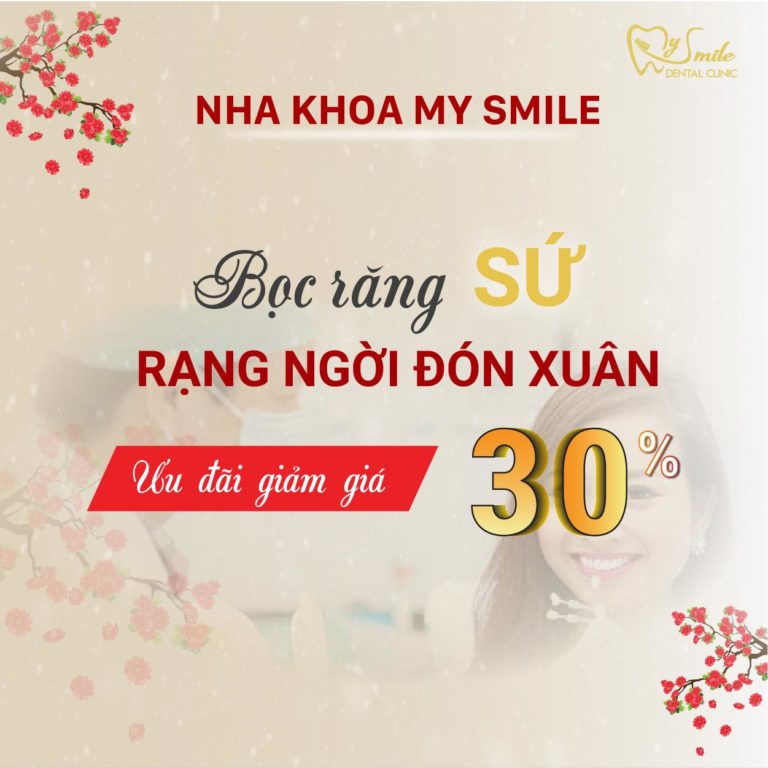 My Smile
DENTAL CLINIC
NHA KHOA MY SMILE
Bọc răng SỨ
RẠNG NGỜI ĐÓN XUÂN
Ưu đãi giảm giá 30%